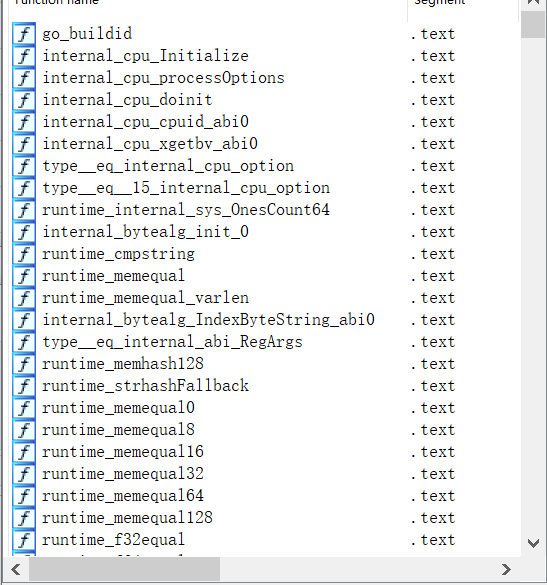 Function name Segment
go_buildid .text
internal_cpu_Initialize .text
internal_cpu_processOptions .text
internal_cpu_doinit .text
internal_cpu_cpuid_abi0 .text
internal_cpu_xgetbv_abi0 .text
type__eq_internal_cpu_option .text
type__eq__15_internal_cpu_option .text
runtime_internal_sys_OnesCount64 .text
internal_bytealg_init_0 .text
runtime_cmpstring .text
runtime_memequal .text
runtime_memequal_varlen .text
internal_bytealg_IndexByteString_abi0 .text
type__eq_internal_abi_RegArgs .text
runtime_memhash128 .text
runtime_strhashFallback .text
runtime_memequal0 .text
runtime_memequal8 .text
runtime_memequal16 .text
runtime_memequal32 .text
runtime_memequal64 .text
runtime_memequal128 .text
runtime_f32equal .text